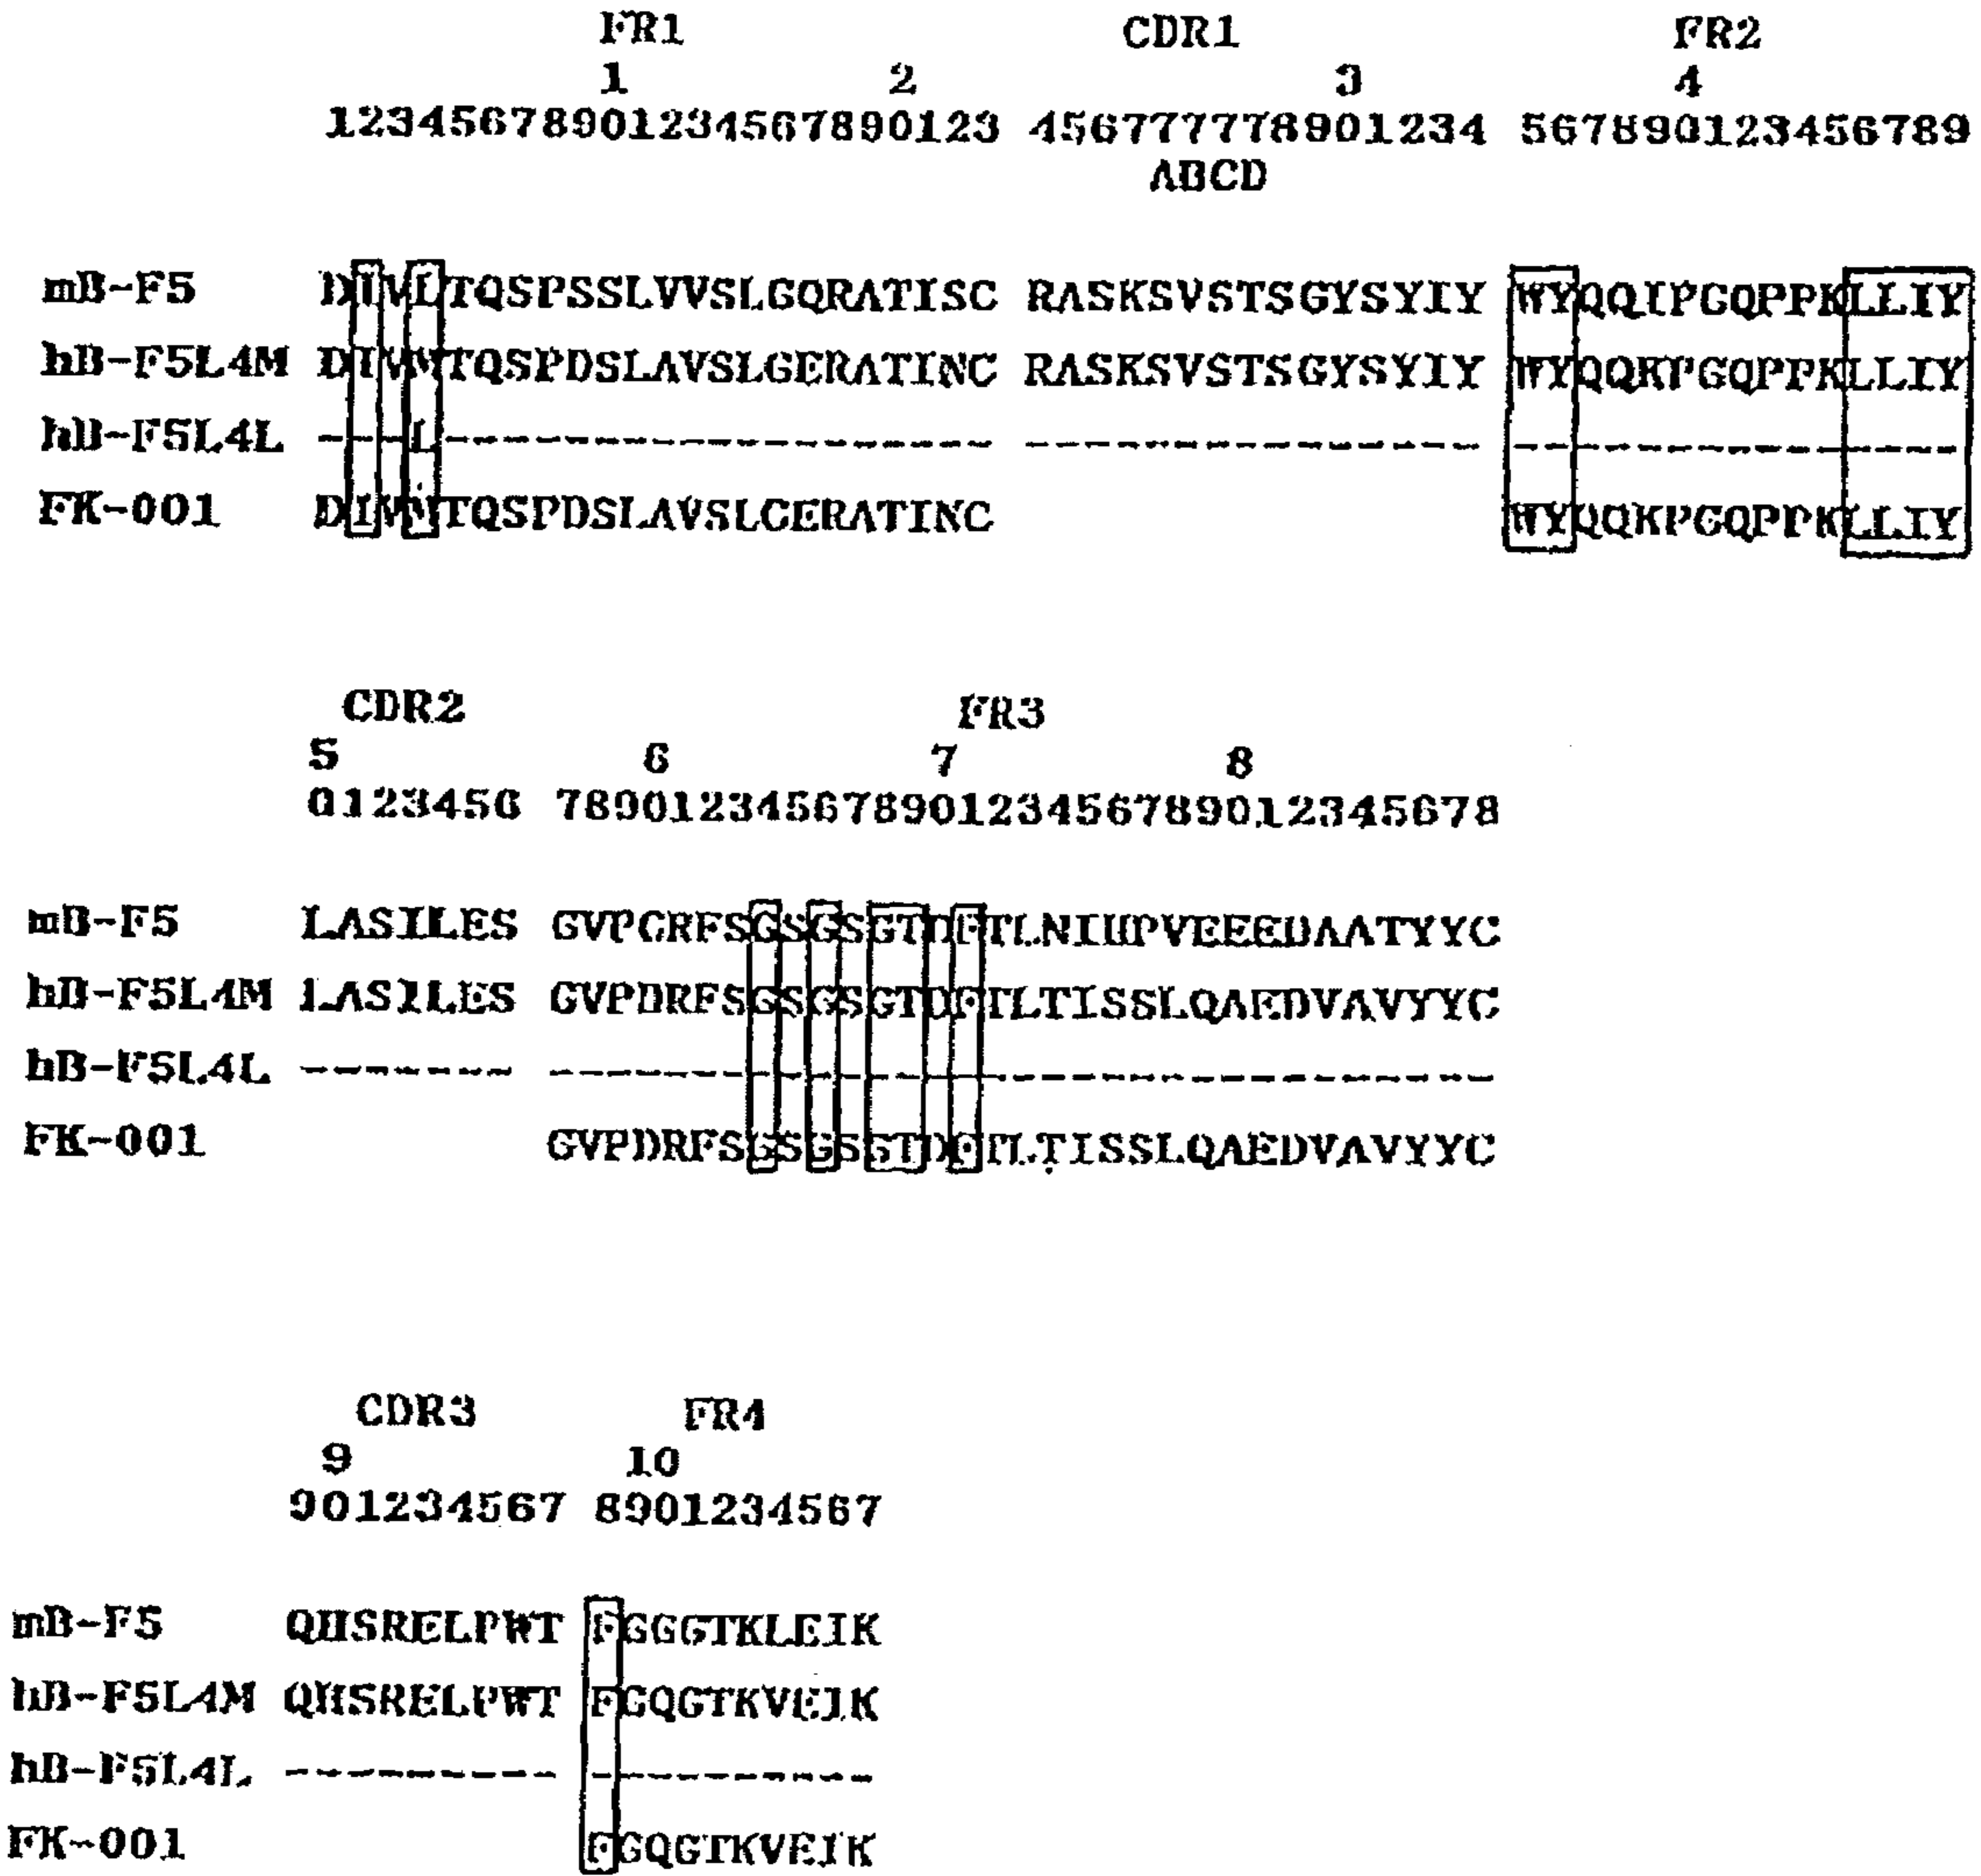 FR1 CDR1 FR2
1 2 3 4
12345678901234567890123 456777778901234 567890123456789
ABCD
mB-F5 DIVLTQSPSSLVVSLGQRATISC RASKSVSTSGYSYIY WYQQIPGQPPKLLIY
hB-F5L4M DIVMTQSPDSLAVSLGERATINC RASKSVSTSGYSYIY WYQQKPGQPPKLLIY
hB-F5L4L ---L------------------- --------------- ---------------
FK-001 DIVMTQSPDSLAVSLGERATINC WYQQKPGQPPKLLIY
CDR2 FR3
5 6 7 8
0123456 78901234567890123456789012345678
mB-F5 LASILES GVPGRFSGSGSGTDFTLNIHPVEEEDAATYYC
hB-F5L4M LASILES GVPDRFSGSGSGTDFTLTISSLQAEDVAVYYC
hB-F5L4L ------- --------------------------------
FK-001 GVPDRFSGSGSGTDFTLTISSLQAEDVAVYYC
CDR3 FR4
9 10
901234567 8901234567
mB-F5 QHSRELPWT FGGGTKLEIK
hB-F5L4M QHSRELPWT FGQGTKVEIK
hB-F5L4L --------- ----------
FK-001 FGQGTKVEIK